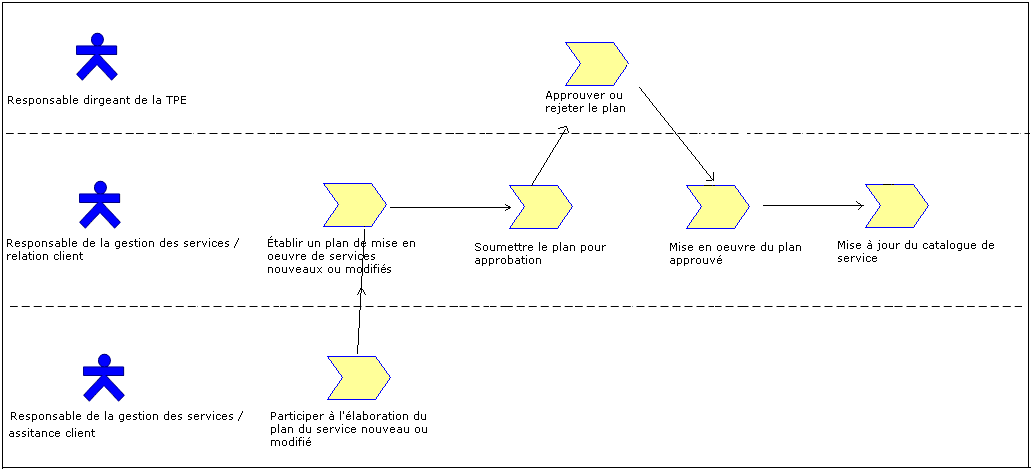 Responsable dirgeant de la TPE
Approuver ou
rejeter le plan
Responsable de la gestion des services /
relation client
Établir un plan de mise en
oeuvre de services
nouveaux ou modifiés
Soumettre le plan pour
approbation
Mise en oeuvre du plan
approuvé
Mise à jour du catalogue de
service
Responsable de la gestion des services /
assitance client
Participer à l'élaboration du
plan du service nouveau ou
modifié